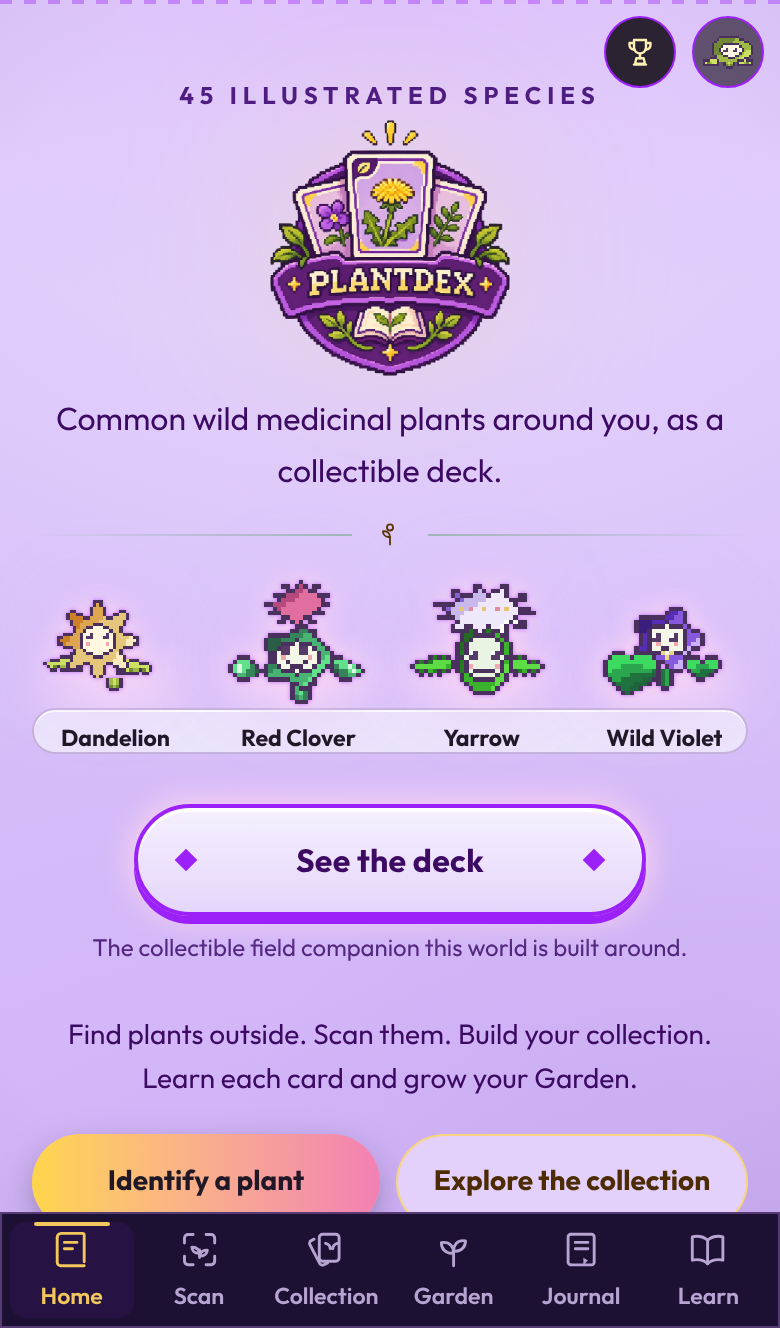 45 ILLUSTRATED SPECIES
PLANTDEX
Common wild medicinal plants around you, as a
collectible deck.
Dandelion Red Clover Yarrow Wild Violet
See the deck
The collectible field companion this world is built around.
Find plants outside. Scan them. Build your collection.
Learn each card and grow your Garden.
Identify a plant Explore the collection
Home Scan Collection Garden Journal Learn